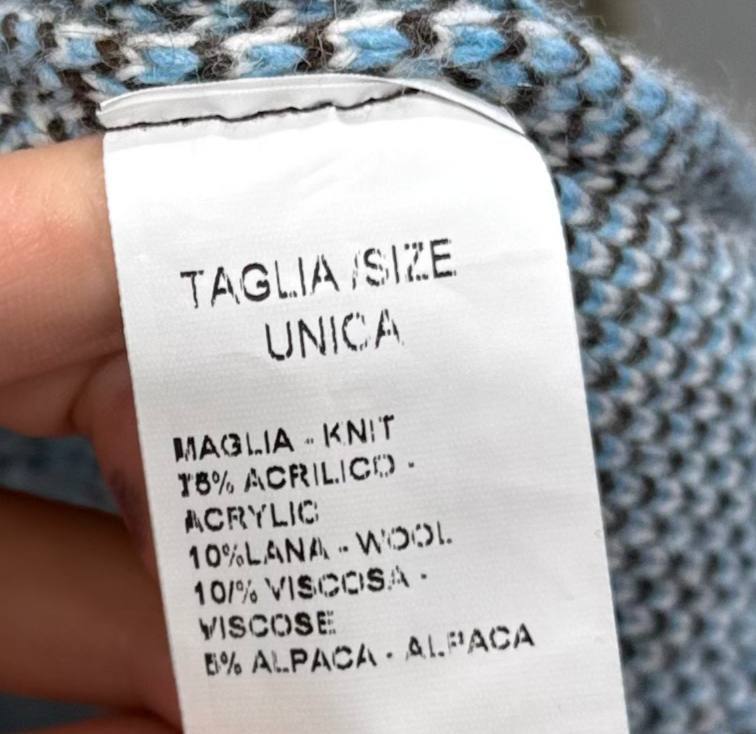 TAGLIA /SIZE
UNICA
MAGLIA - KNIT
75% ACRILICO -
ACRYLIC
10%LANA - WOOL
10/% VISCOSA -
VISCOSE
5% ALPACA - ALPACA